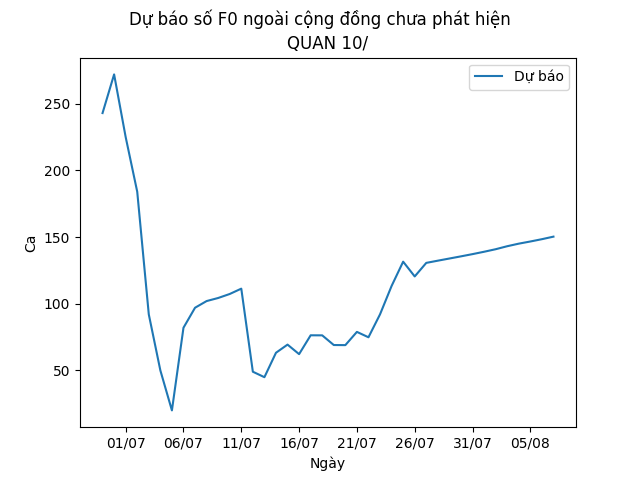 Dự báo số F0 ngoài cộng đồng chưa phát hiện
QUAN 10/
Dự báo
250
200
150
100
50
Ca
01/07 06/07 11/07 16/07 21/07 26/07 31/07 05/08
Ngày